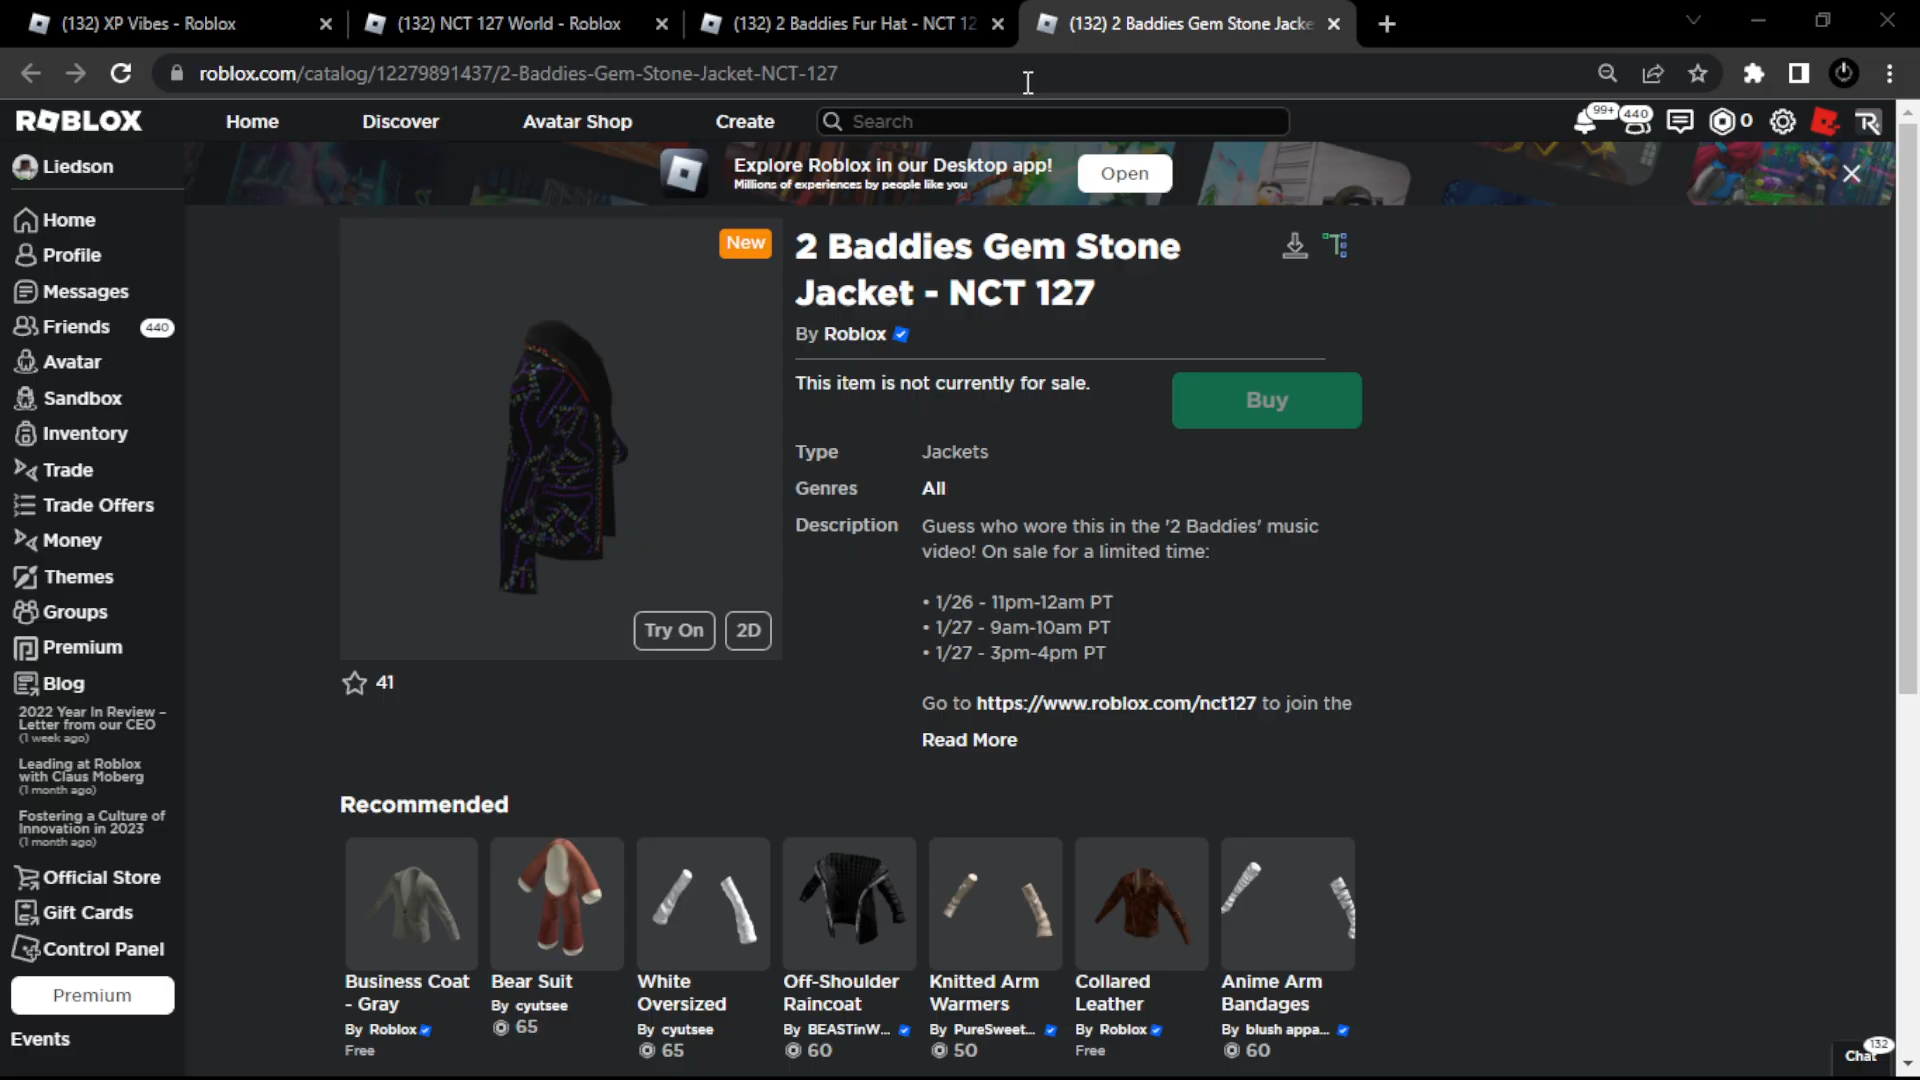 (132) XP Vibes - Roblox
(132) NCT 127 World - Roblox
(132) 2 Baddies Fur Hat - NCT 12
(132) 2 Baddies Gem Stone Jacke
roblox.com/catalog/12279891437/2-Baddies-Gem-Stone-Jacket-NCT-127
ROBLOX
Home
Discover
Avatar Shop
Create
Search
99+
440
0
Liedson
Explore Roblox in our Desktop app!
Millions of experiences by people like you
Open
Home
Profile
Messages
Friends 440
Avatar
Sandbox
Inventory
Trade
Trade Offers
Money
Themes
Groups
Premium
Blog
2022 Year In Review –
Letter from our CEO
(1 week ago)
Leading at Roblox
with Claus Moberg
(1 month ago)
Fostering a Culture of
Innovation in 2023
(1 month ago)
Official Store
Gift Cards
Control Panel
Premium
Events
New
Try On
2D
41
2 Baddies Gem Stone
Jacket - NCT 127
By Roblox
This item is not currently for sale.
Buy
Type Jackets
Genres All
Description Guess who wore this in the '2 Baddies' music
video! On sale for a limited time:
• 1/26 - 11pm-12am PT
• 1/27 - 9am-10am PT
• 1/27 - 3pm-4pm PT
Go to https://www.roblox.com/nct127 to join the
Read More
Recommended
Business Coat
- Gray
By Roblox
Free
Bear Suit
By cyutsee
65
White
Oversized
By cyutsee
65
Off-Shoulder
Raincoat
By BEASTinW...
60
Knitted Arm
Warmers
By PureSweet...
50
Collared
Leather
By Roblox
Free
Anime Arm
Bandages
By blush appa...
60
Chat
132